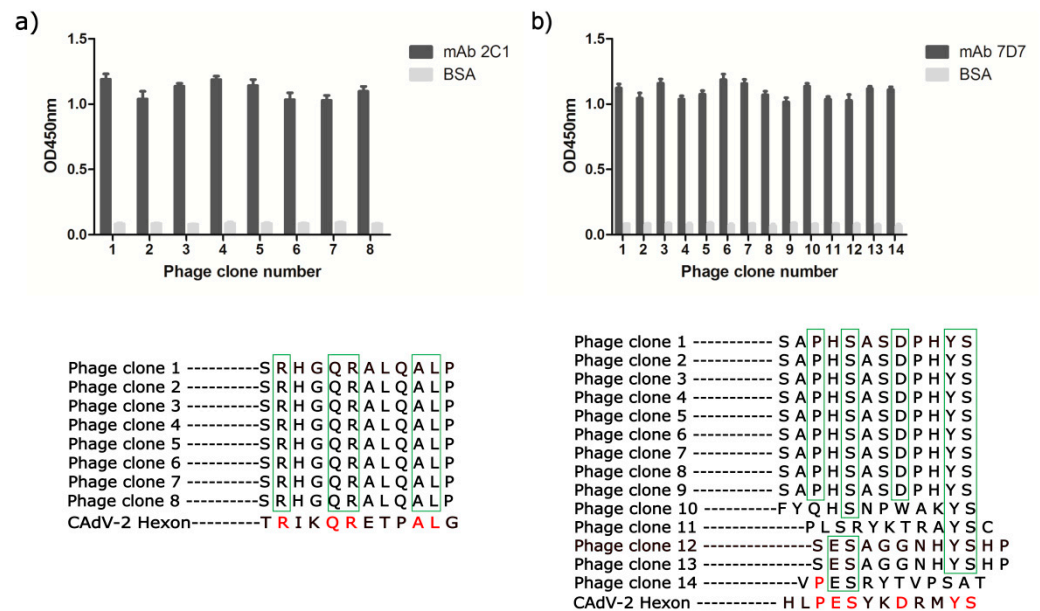 a)
1.5
1.0
0.5
0.0
OD450nm
1 2 3 4 5 6 7 8
Phage clone number
mAb 2C1
BSA
b)
1.5
1.0
0.5
0.0
OD450nm
1 2 3 4 5 6 7 8 9 10 11 12 13 14
Phage clone number
mAb 7D7
BSA
Phage clone 1 -----------S R H G Q R A L Q A L P
Phage clone 2 -----------S R H G Q R A L Q A L P
Phage clone 3 -----------S R H G Q R A L Q A L P
Phage clone 4 -----------S R H G Q R A L Q A L P
Phage clone 5 -----------S R H G Q R A L Q A L P
Phage clone 6 -----------S R H G Q R A L Q A L P
Phage clone 7 -----------S R H G Q R A L Q A L P
Phage clone 8 -----------S R H G Q R A L Q A L P
CAdV-2 Hexon----------T R I K Q R E T P A L G
Phage clone 1 ----------- S A P H S A S D P H Y S
Phage clone 2 ----------- S A P H S A S D P H Y S
Phage clone 3 ----------- S A P H S A S D P H Y S
Phage clone 4 ----------- S A P H S A S D P H Y S
Phage clone 5 ----------- S A P H S A S D P H Y S
Phage clone 6 ----------- S A P H S A S D P H Y S
Phage clone 7 ----------- S A P H S A S D P H Y S
Phage clone 8 ----------- S A P H S A S D P H Y S
Phage clone 9 ----------- S A P H S A S D P H Y S
Phage clone 10 ----------F Y Q H S N P W A K Y S
Phage clone 11 ------------- P L S R Y K T R A Y S C
Phage clone 12 -------------- S E S A G G N H Y S H P
Phage clone 13 -------------- S E S A G G N H Y S H P
Phage clone 14 ------------ V P E S R Y T V P S A T
CAdV-2 Hexon ----------- H L P E S Y K D R M Y S